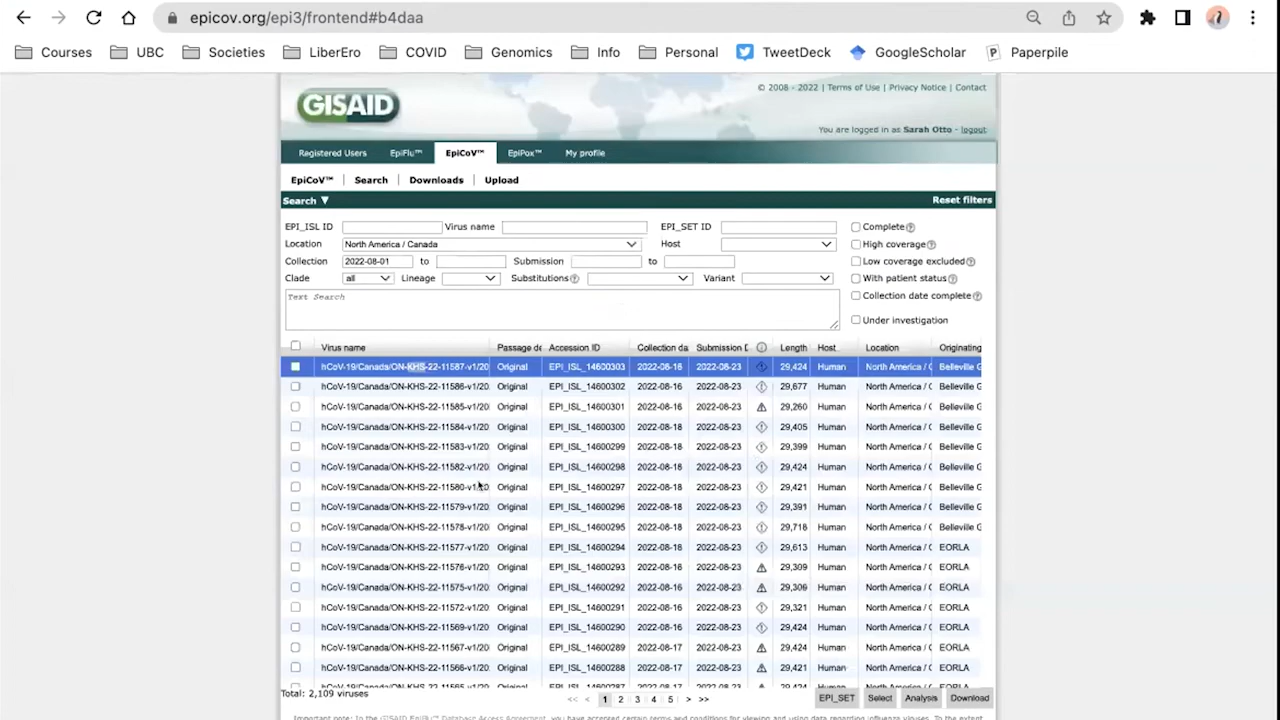 epicov.org/epi3/frontend#b4daa
Courses UBC Societies LiberEro COVID Genomics Info Personal TweetDeck GoogleScholar Paperpile
© 2008 - 2022 | Terms of Use | Privacy Notice | Contact
GISAID
You are logged in as Sarah Otto - logout
Registered Users EpiFlu™ EpiCoV™ EpiPox™ My profile
EpiCoV™ Search Downloads Upload
Search ▼ Reset filters
EPI_ISL ID Virus name EPI_SET ID Complete
Location North America / Canada Host High coverage
Collection 2022-08-01 to Submission to Low coverage excluded
Clade all Lineage Substitutions Variant With patient status
Text Search Collection date complete
Under investigation
Virus name Passage de Accession ID Collection da Submission D Length Host Location Originating
hCoV-19/Canada/ON-KHS-22-11587-v1/20 Original EPI_ISL_14600303 2022-08-16 2022-08-23 29,424 Human North America / C Belleville G
hCoV-19/Canada/ON-KHS-22-11586-v1/20 Original EPI_ISL_14600302 2022-08-16 2022-08-23 29,677 Human North America / C Belleville G
hCoV-19/Canada/ON-KHS-22-11585-v1/20 Original EPI_ISL_14600301 2022-08-16 2022-08-23 29,260 Human North America / C Belleville G
hCoV-19/Canada/ON-KHS-22-11584-v1/20 Original EPI_ISL_14600300 2022-08-18 2022-08-23 29,405 Human North America / C Belleville G
hCoV-19/Canada/ON-KHS-22-11583-v1/20 Original EPI_ISL_14600299 2022-08-18 2022-08-23 29,399 Human North America / C Belleville G
hCoV-19/Canada/ON-KHS-22-11582-v1/20 Original EPI_ISL_14600298 2022-08-16 2022-08-23 29,424 Human North America / C Belleville G
hCoV-19/Canada/ON-KHS-22-11580-v1/20 Original EPI_ISL_14600297 2022-08-18 2022-08-23 29,421 Human North America / C Belleville G
hCoV-19/Canada/ON-KHS-22-11579-v1/20 Original EPI_ISL_14600296 2022-08-18 2022-08-23 29,391 Human North America / C Belleville G
hCoV-19/Canada/ON-KHS-22-11578-v1/20 Original EPI_ISL_14600295 2022-08-18 2022-08-23 29,718 Human North America / C Belleville G
hCoV-19/Canada/ON-KHS-22-11577-v1/20 Original EPI_ISL_14600294 2022-08-16 2022-08-23 29,613 Human North America / C EORLA
hCoV-19/Canada/ON-KHS-22-11576-v1/20 Original EPI_ISL_14600293 2022-08-16 2022-08-23 29,309 Human North America / C EORLA
hCoV-19/Canada/ON-KHS-22-11575-v1/20 Original EPI_ISL_14600292 2022-08-16 2022-08-23 29,306 Human North America / C EORLA
hCoV-19/Canada/ON-KHS-22-11572-v1/20 Original EPI_ISL_14600291 2022-08-16 2022-08-23 29,321 Human North America / C EORLA
hCoV-19/Canada/ON-KHS-22-11569-v1/20 Original EPI_ISL_14600290 2022-08-16 2022-08-23 29,424 Human North America / C EORLA
hCoV-19/Canada/ON-KHS-22-11567-v1/20 Original EPI_ISL_14600289 2022-08-17 2022-08-23 29,424 Human North America / C EORLA
hCoV-19/Canada/ON-KHS-22-11566-v1/20 Original EPI_ISL_14600288 2022-08-17 2022-08-23 29,421 Human North America / C EORLA
Total: 2,109 viruses << < 1 2 3 4 5 > >> EPI_SET Select Analysis Download